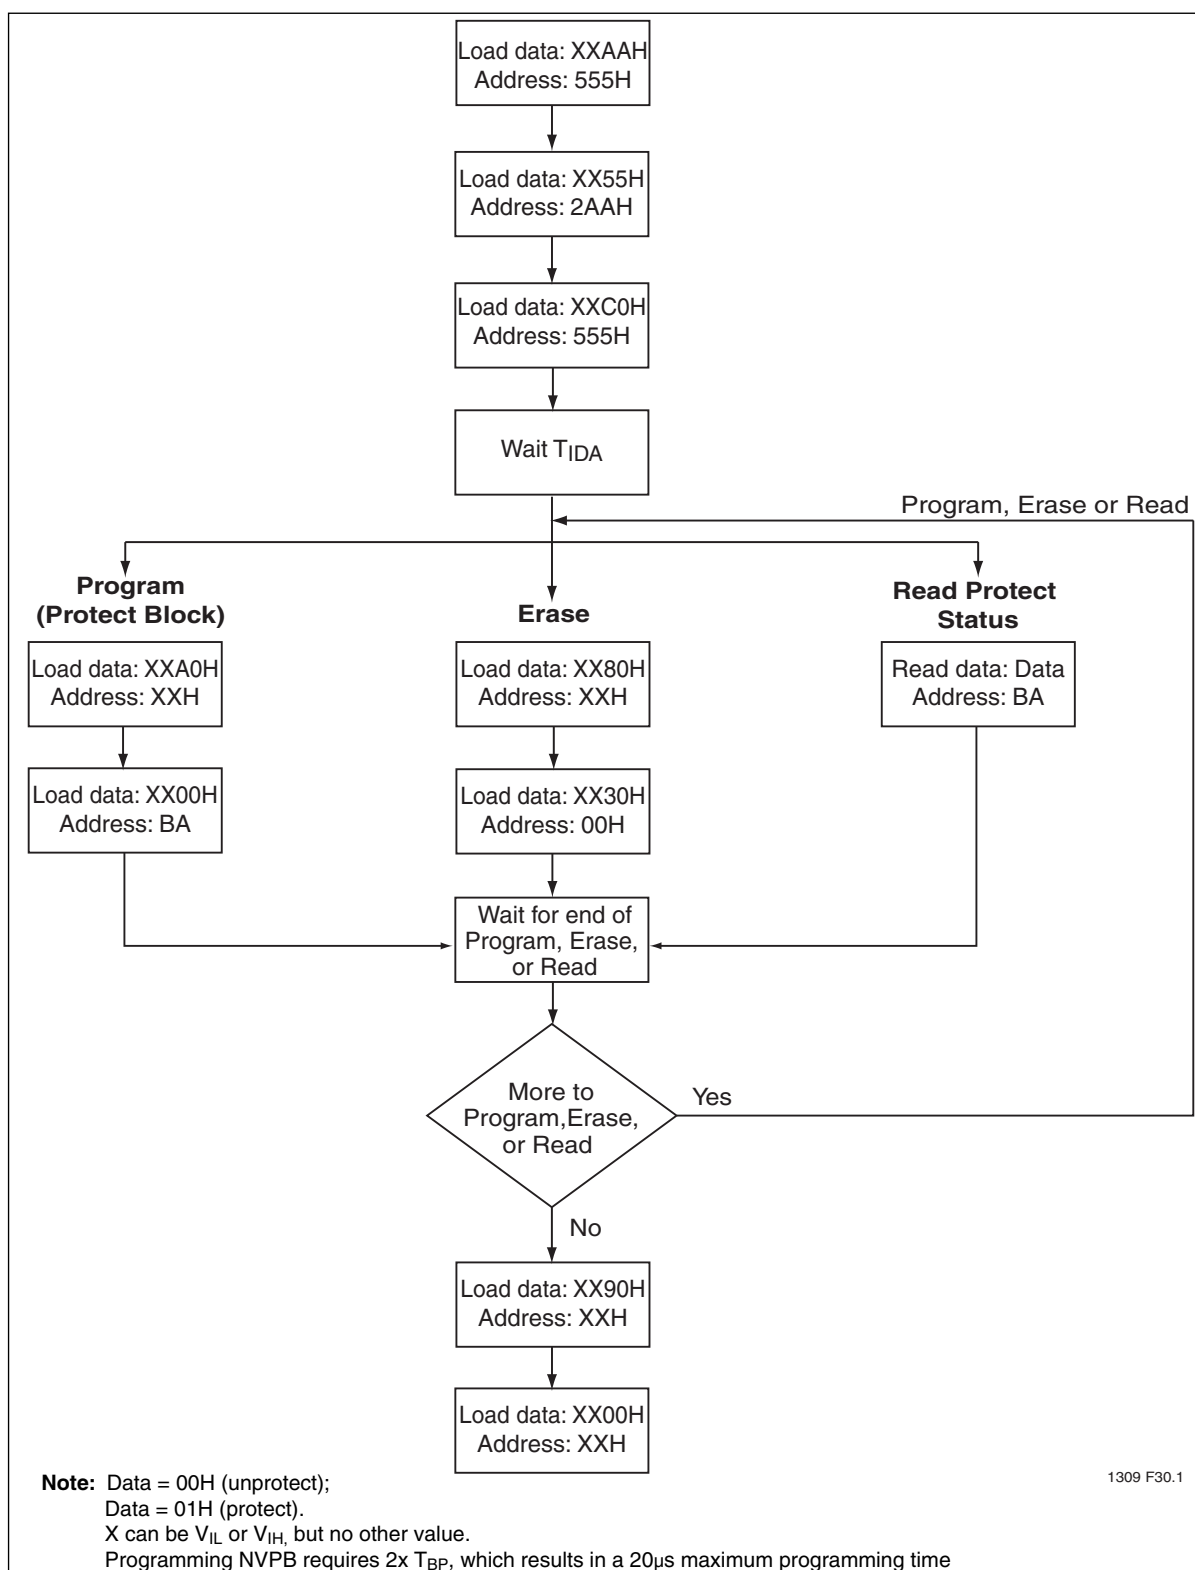 Load data: XXAAH
Address: 555H
Load data: XX55H
Address: 2AAH
Load data: XXC0H
Address: 555H
Wait TIDA
Program, Erase or Read
Program
(Protect Block)
Load data: XXA0H
Address: XXH
Load data: XX00H
Address: BA
Erase
Load data: XX80H
Address: XXH
Load data: XX30H
Address: 00H
Read Protect
Status
Read data: Data
Address: BA
Wait for end of
Program, Erase,
or Read
More to
Program,Erase,
or Read
Yes
No
Load data: XX90H
Address: XXH
Load data: XX00H
Address: XXH
1309 F30.1
Note: Data = 00H (unprotect);
Data = 01H (protect).
X can be VIL or VIH, but no other value.
Programming NVPB requires 2x TBP, which results in a 20µs maximum programming time